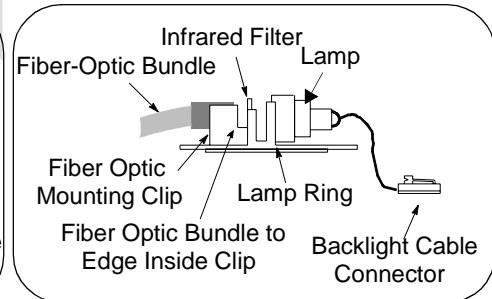 Infrared Filter
Fiber-Optic Bundle
Lamp
Fiber Optic
Mounting Clip
Lamp Ring
Fiber Optic Bundle to
Edge Inside Clip
Backlight Cable
Connector